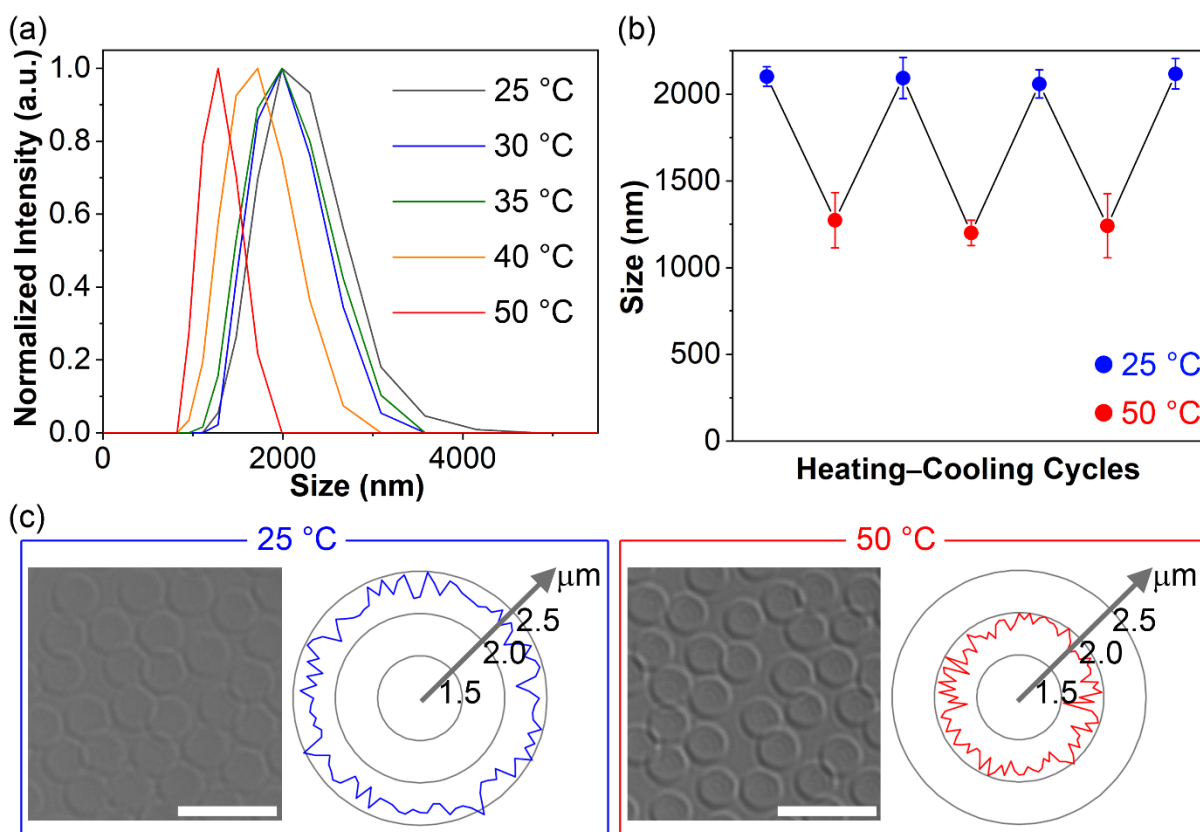 (a)
Normalized Intensity (a.u.)
1.0
0.8
0.6
0.4
0.2
0.0
25 °C
30 °C
35 °C
40 °C
50 °C
0
2000
4000
Size (nm)
(b)
Size (nm)
2000
1500
1000
500
0
25 °C
50 °C
Heating–Cooling Cycles
(c)
25 °C
μm
2.5
2.0
1.5
50 °C
μm
2.5
2.0
1.5